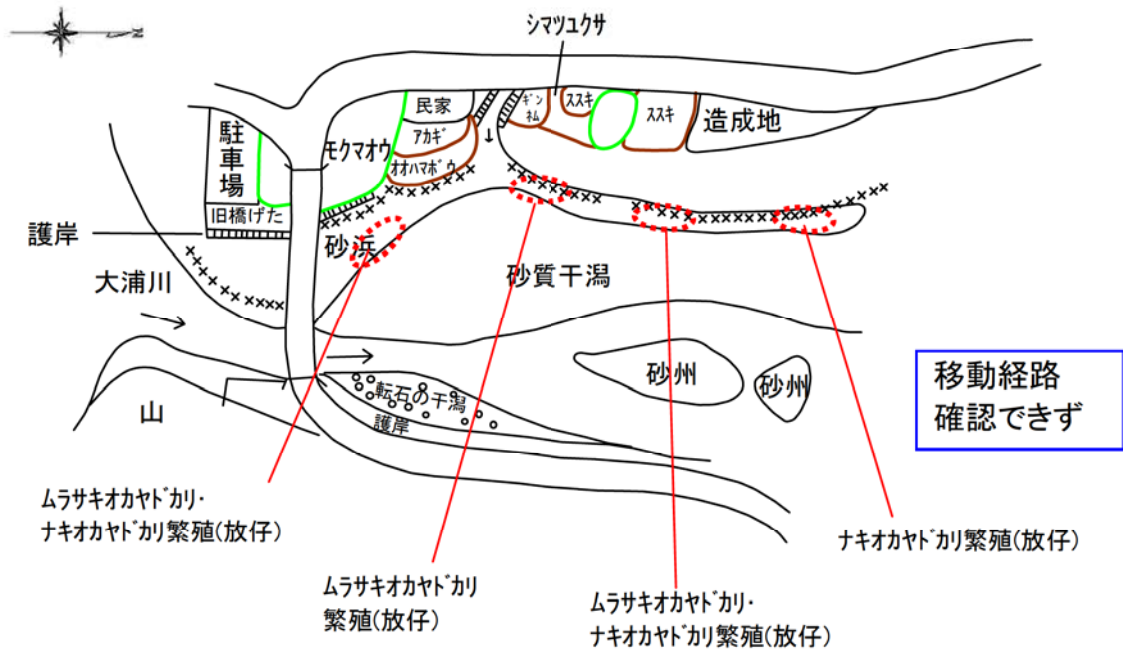 N
シマツユクサ
民家
ギン
ネム
ススキ
ススキ
造成地
駐車場
モクマオウ
アカギ
オオハマボウ
旧橋げた
護岸
砂浜
大浦川
砂質干潟
砂州
砂州
転石の干潟
護岸
山
移動経路
確認できず
ムラサキオカヤドカリ・
ナキオカヤドカリ繁殖(放仔)
ムラサキオカヤドカリ
繁殖(放仔)
ムラサキオカヤドカリ・
ナキオカヤドカリ繁殖(放仔)
ナキオカヤドカリ繁殖(放仔)